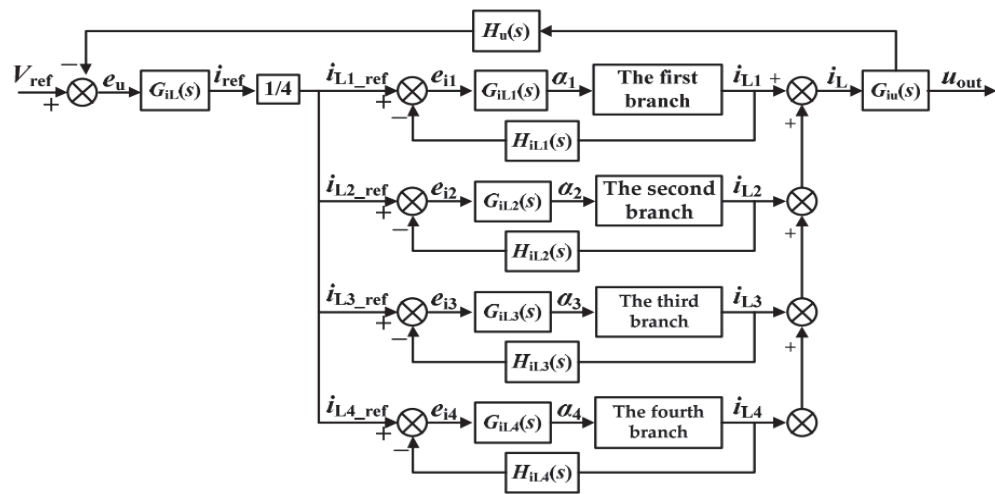 Hu(s)
Vref
−
+
eu
GiL(s)
iref
1/4
iL1_ref
+
−
ei1
GiL1(s)
α1
The first
branch
iL1
+
iL
Giu(s)
uout
HiL1(s)
+
iL2_ref
+
−
ei2
GiL2(s)
α2
The second
branch
iL2
HiL2(s)
+
iL3_ref
+
−
ei3
GiL3(s)
α3
The third
branch
iL3
HiL3(s)
+
iL4_ref
+
−
ei4
GiL4(s)
α4
The fourth
branch
iL4
HiL4(s)